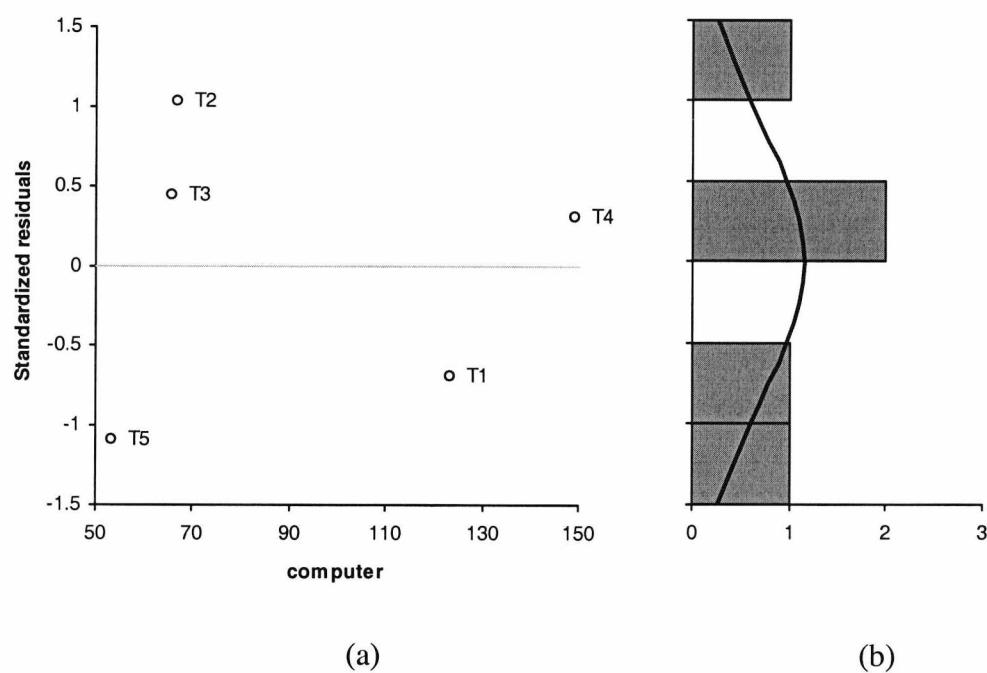 1.5
1
0.5
0
-0.5
-1
-1.5
Standardized residuals
T2
T3
T4
T1
T5
50 70 90 110 130 150
computer
0 1 2 3
(a) (b)